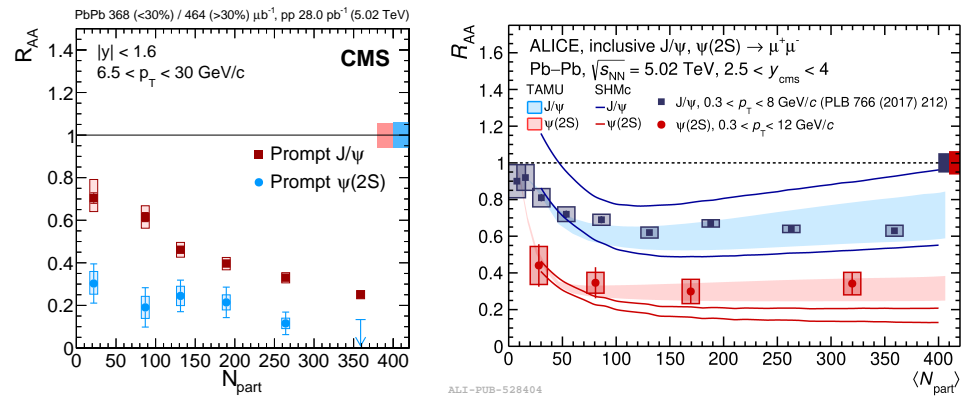 PbPb 368 (<30%) / 464 (>30%) μb⁻¹, pp 28.0 pb⁻¹ (5.02 TeV)
R_AA
1.4
1.2
1
0.8
0.6
0.4
0.2
0
|y| < 1.6
6.5 < p_T < 30 GeV/c
CMS
Prompt J/ψ
Prompt ψ(2S)
0 50 100 150 200 250 300 350 400
N_part
R_AA
1.6
1.4
1.2
1
0.8
0.6
0.4
0.2
0
ALICE, inclusive J/ψ, ψ(2S) → μ⁺μ⁻
Pb–Pb, √s_NN = 5.02 TeV, 2.5 < y_cms < 4
TAMU SHMc
J/ψ J/ψ J/ψ, 0.3 < p_T < 8 GeV/c (PLB 766 (2017) 212)
ψ(2S) ψ(2S) ψ(2S), 0.3 < p_T < 12 GeV/c
0 50 100 150 200 250 300 350 400
⟨N_part⟩
ALI-PUB-528404